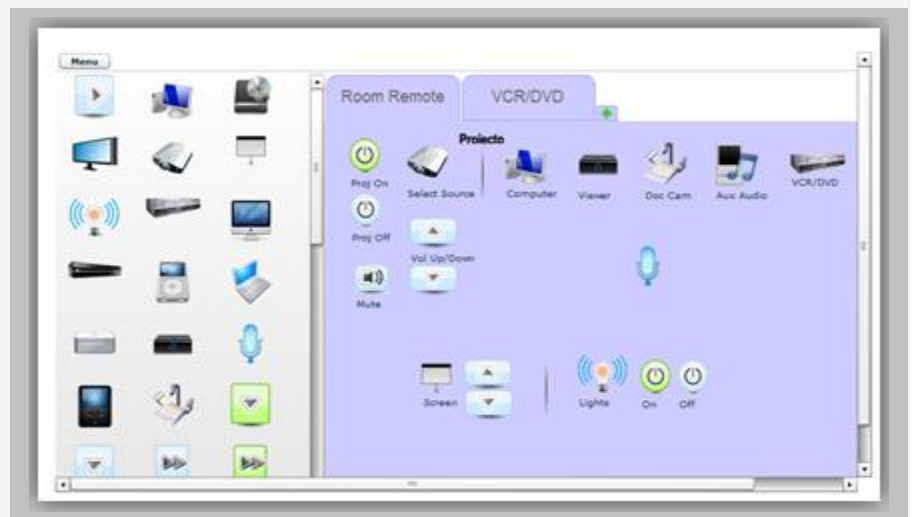 Menu
Room Remote
VCR/DVD
Projecto
Proj On
Select Source
Computer
Viewer
Doc Cam
Aux Audio
VCR/DVD
Proj Off
Vol Up/Down
Mute
Screen
Lights
On
Off